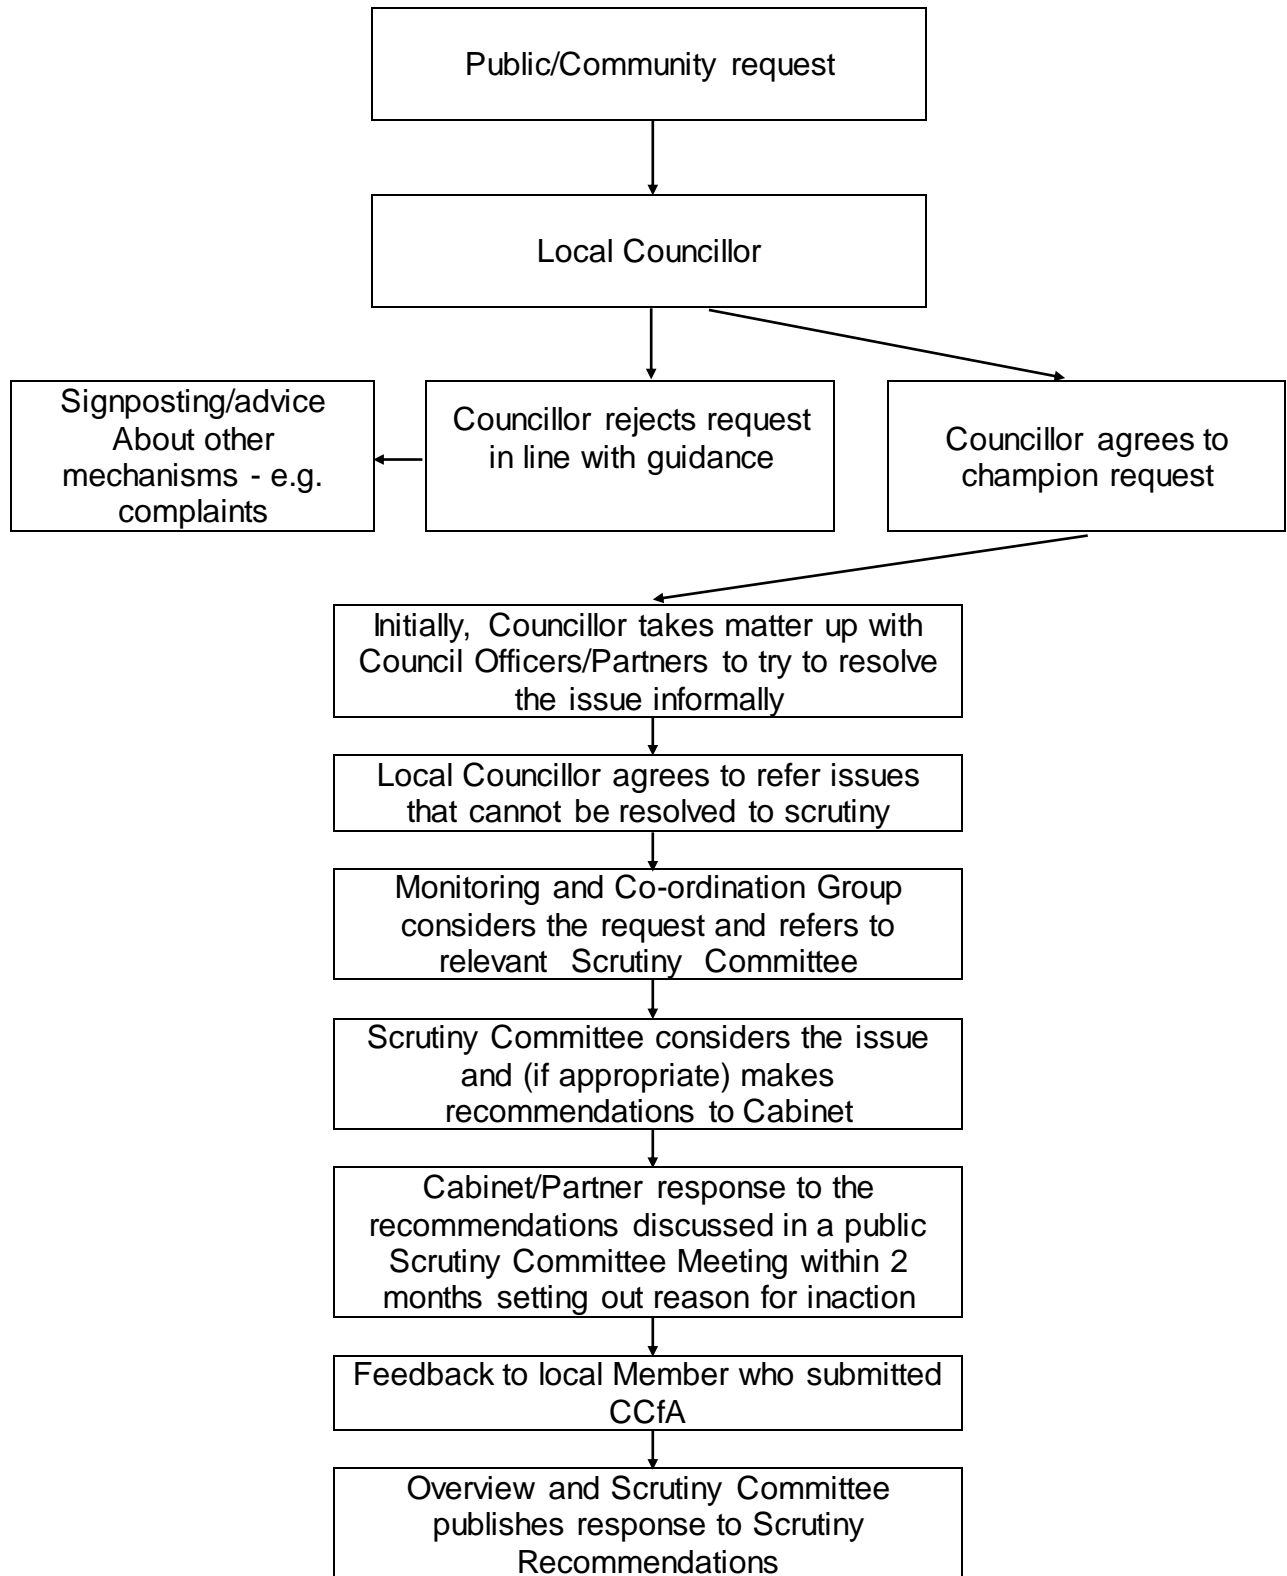 Public/Community request
Local Councillor
Signposting/advice
About other
mechanisms - e.g.
complaints
Councillor rejects request
in line with guidance
Councillor agrees to
champion request
Initially, Councillor takes matter up with
Council Officers/Partners to try to resolve
the issue informally
Local Councillor agrees to refer issues
that cannot be resolved to scrutiny
Monitoring and Co-ordination Group
considers the request and refers to
relevant Scrutiny Committee
Scrutiny Committee considers the issue
and (if appropriate) makes
recommendations to Cabinet
Cabinet/Partner response to the
recommendations discussed in a public
Scrutiny Committee Meeting within 2
months setting out reason for inaction
Feedback to local Member who submitted
CCfA
Overview and Scrutiny Committee
publishes response to Scrutiny
Recommendations